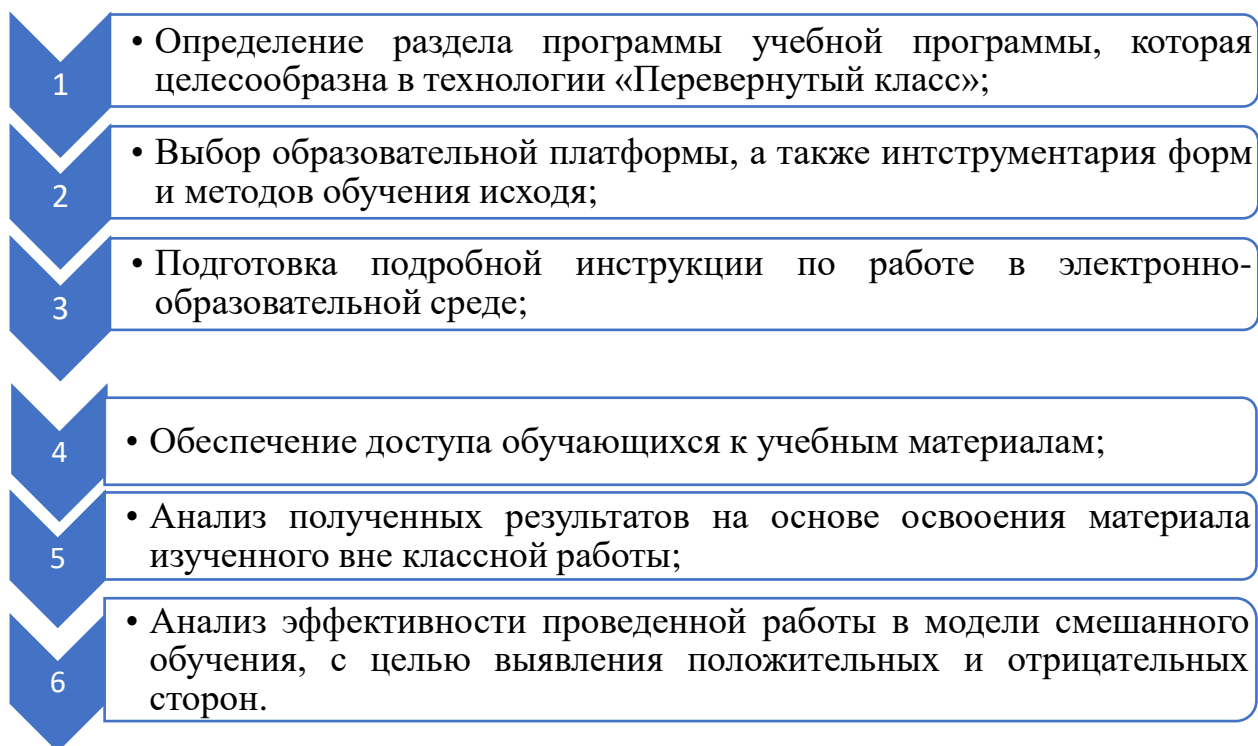 1
• Определение раздела программы учебной программы, которая
целесообразна в технологии «Перевернутый класс»;
2
• Выбор образовательной платформы, а также интструментария форм
и методов обучения исходя;
3
• Подготовка подробной инструкции по работе в электронно-
образовательной среде;
4
• Обеспечение доступа обучающихся к учебным материалам;
5
• Анализ полученных результатов на основе освооения материала
изученного вне классной работы;
6
• Анализ эффективности проведенной работы в модели смешанного
обучения, с целью выявления положительных и отрицательных
сторон.